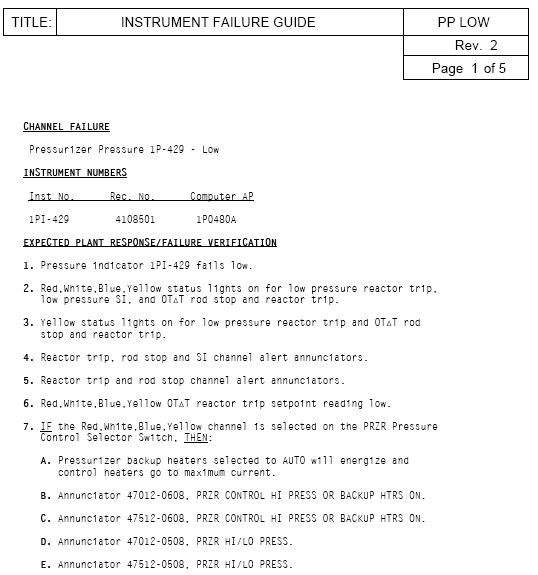 TITLE: INSTRUMENT FAILURE GUIDE PP LOW
Rev. 2
Page 1 of 5
CHANNEL FAILURE
Pressurizer Pressure 1P-429 - Low
INSTRUMENT NUMBERS
Inst No. Rec. No. Computer AP
1PI-429 4108501 1P0480A
EXPECTED PLANT RESPONSE/FAILURE VERIFICATION
1. Pressure indicator 1PI-429 fails low.
2. Red,White,Blue,Yellow status lights on for low pressure reactor trip,
low pressure SI, and OT△T rod stop and reactor trip.
3. Yellow status lights on for low pressure reactor trip and OT△T rod
stop and reactor trip.
4. Reactor trip, rod stop and SI channel alert annunciators.
5. Reactor trip and rod stop channel alert annunciators.
6. Red,White,Blue,Yellow OT△T reactor trip setpoint reading low.
7. IF the Red,White,Blue,Yellow channel is selected on the PRZR Pressure
Control Selector Switch, THEN:
A. Pressurizer backup heaters selected to AUTO will energize and
control heaters go to maximum current.
B. Annunciator 47012-0608, PRZR CONTROL HI PRESS OR BACKUP HTRS ON.
C. Annunciator 47512-0608, PRZR CONTROL HI PRESS OR BACKUP HTRS ON.
D. Annunciator 47012-0508, PRZR HI/LO PRESS.
E. Annunciator 47512-0508, PRZR HI/LO PRESS.